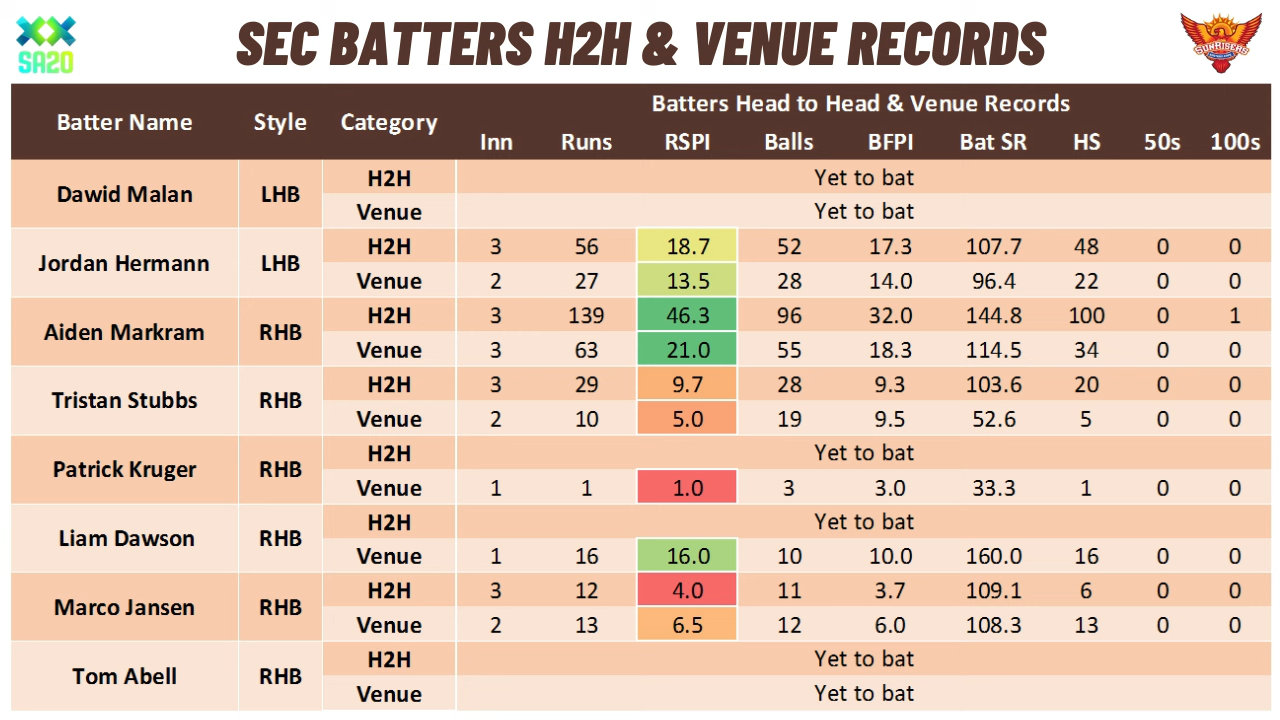 SA20
SEC BATTERS H2H & VENUE RECORDS
SUNRISERS
Batter Name Style Category Batters Head to Head & Venue Records
Inn Runs RSPI Balls BFPI Bat SR HS 50s 100s
Dawid Malan LHB H2H Yet to bat
Venue Yet to bat
Jordan Hermann LHB H2H 3 56 18.7 52 17.3 107.7 48 0 0
Venue 2 27 13.5 28 14.0 96.4 22 0 0
Aiden Markram RHB H2H 3 139 46.3 96 32.0 144.8 100 0 1
Venue 3 63 21.0 55 18.3 114.5 34 0 0
Tristan Stubbs RHB H2H 3 29 9.7 28 9.3 103.6 20 0 0
Venue 2 10 5.0 19 9.5 52.6 5 0 0
Patrick Kruger RHB H2H Yet to bat
Venue 1 1 1.0 3 3.0 33.3 1 0 0
Liam Dawson RHB H2H Yet to bat
Venue 1 16 16.0 10 10.0 160.0 16 0 0
Marco Jansen RHB H2H 3 12 4.0 11 3.7 109.1 6 0 0
Venue 2 13 6.5 12 6.0 108.3 13 0 0
Tom Abell RHB H2H Yet to bat
Venue Yet to bat